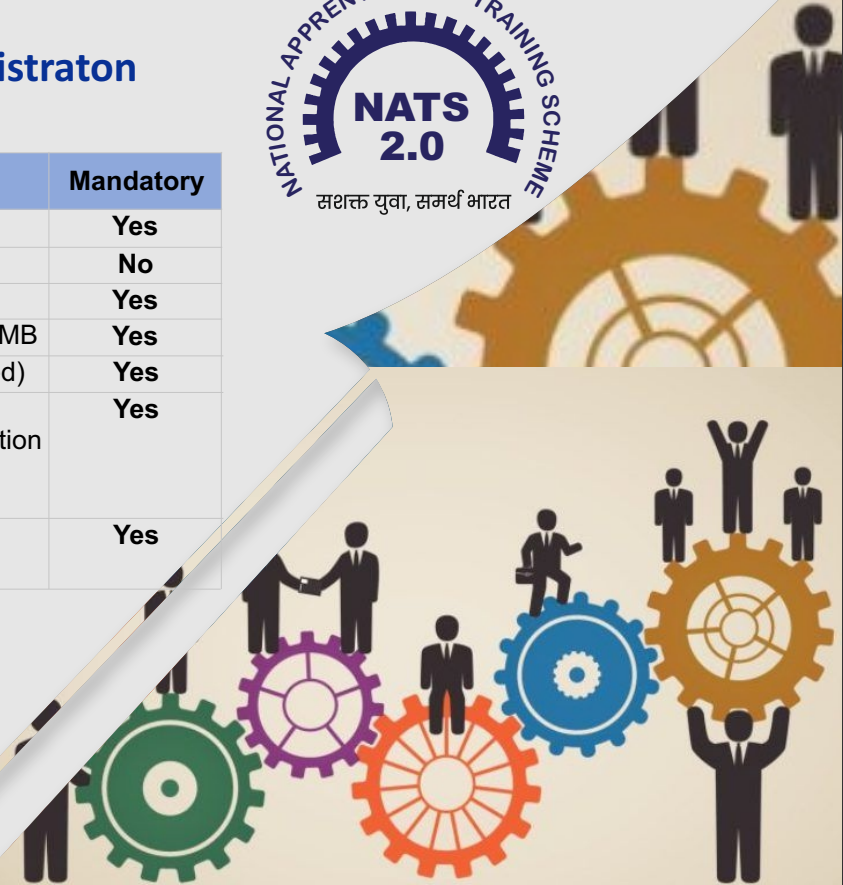 istraton
NATIONAL APPREN TRAINING SCHEME
NATS
2.0
सशक्त युवा, समर्थ भारत
Mandatory
Yes
No
Yes
MB Yes
d) Yes
Yes
tion
Yes